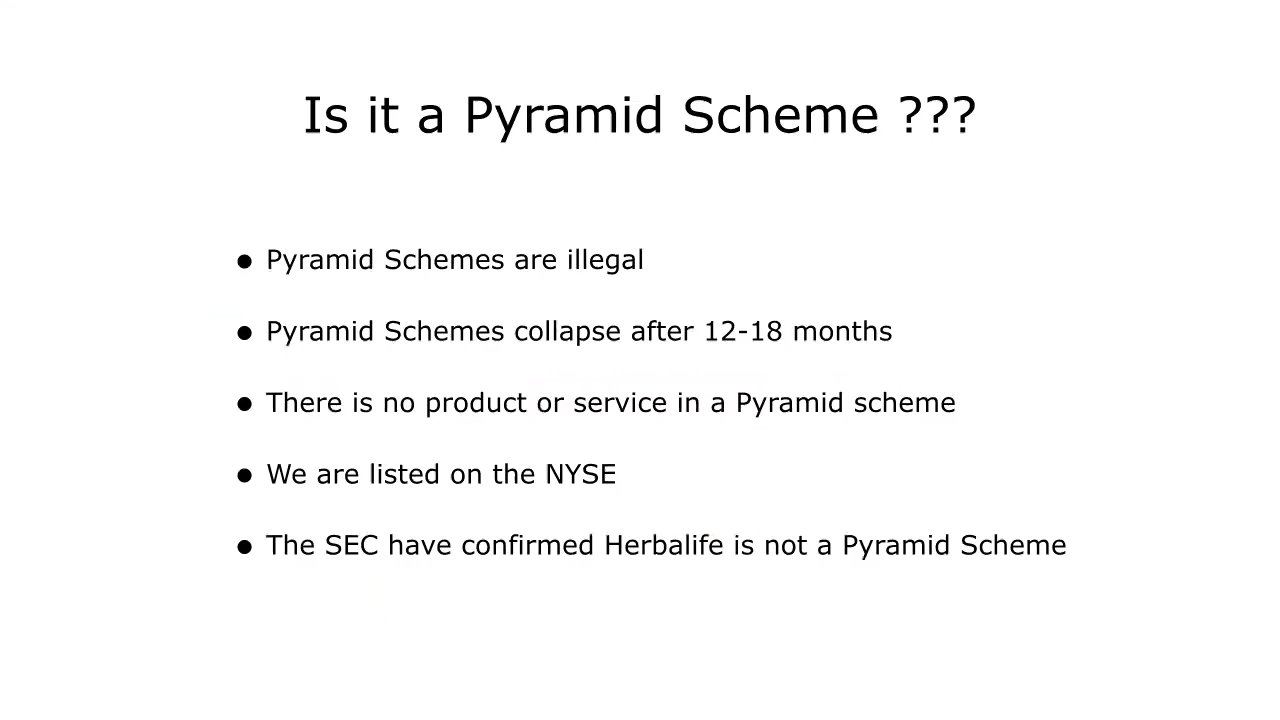 Is it a Pyramid Scheme ???
• Pyramid Schemes are illegal
• Pyramid Schemes collapse after 12-18 months
• There is no product or service in a Pyramid scheme
• We are listed on the NYSE
• The SEC have confirmed Herbalife is not a Pyramid Scheme